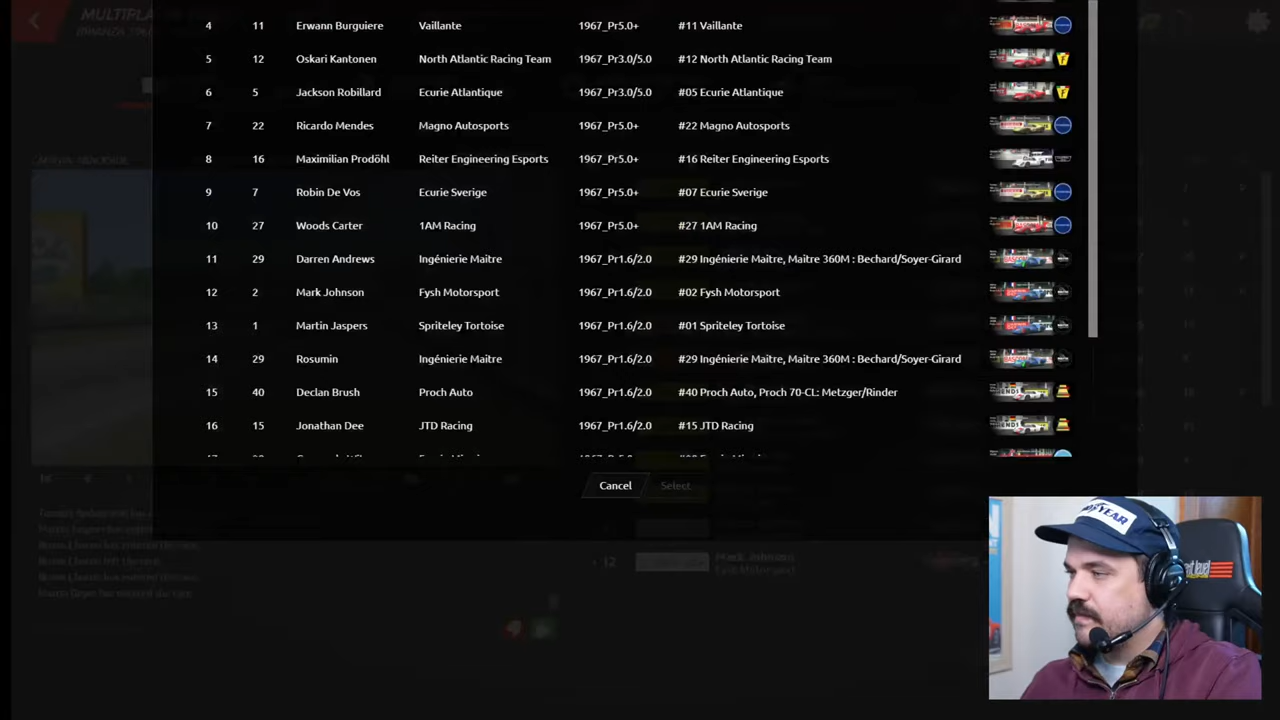 MULTIPLA
4 11 Erwann Burguiere Vaillante 1967_Pr5.0+ #11 Vaillante
5 12 Oskari Kantonen North Atlantic Racing Team 1967_Pr3.0/5.0 #12 North Atlantic Racing Team
6 5 Jackson Robillard Ecurie Atlantique 1967_Pr3.0/5.0 #05 Ecurie Atlantique
7 22 Ricardo Mendes Magno Autosports 1967_Pr5.0+ #22 Magno Autosports
8 16 Maximilian Prodöhl Reiter Engineering Esports 1967_Pr5.0+ #16 Reiter Engineering Esports
9 7 Robin De Vos Ecurie Sverige 1967_Pr5.0+ #07 Ecurie Sverige
10 27 Woods Carter 1AM Racing 1967_Pr5.0+ #27 1AM Racing
11 29 Darren Andrews Ingénierie Maitre 1967_Pr1.6/2.0 #29 Ingénierie Maitre, Maitre 360M : Bechard/Soyer-Girard
12 2 Mark Johnson Fysh Motorsport 1967_Pr1.6/2.0 #02 Fysh Motorsport
13 1 Martin Jaspers Spriteley Tortoise 1967_Pr1.6/2.0 #01 Spriteley Tortoise
14 29 Rosumin Ingénierie Maitre 1967_Pr1.6/2.0 #29 Ingénierie Maitre, Maitre 360M : Bechard/Soyer-Girard
15 40 Declan Brush Proch Auto 1967_Pr1.6/2.0 #40 Proch Auto, Proch 70-CL: Metzger/Rinder
16 15 Jonathan Dee JTD Racing 1967_Pr1.6/2.0 #15 JTD Racing
Cancel Select
12 Mark Johnson
Fysh Motorsport